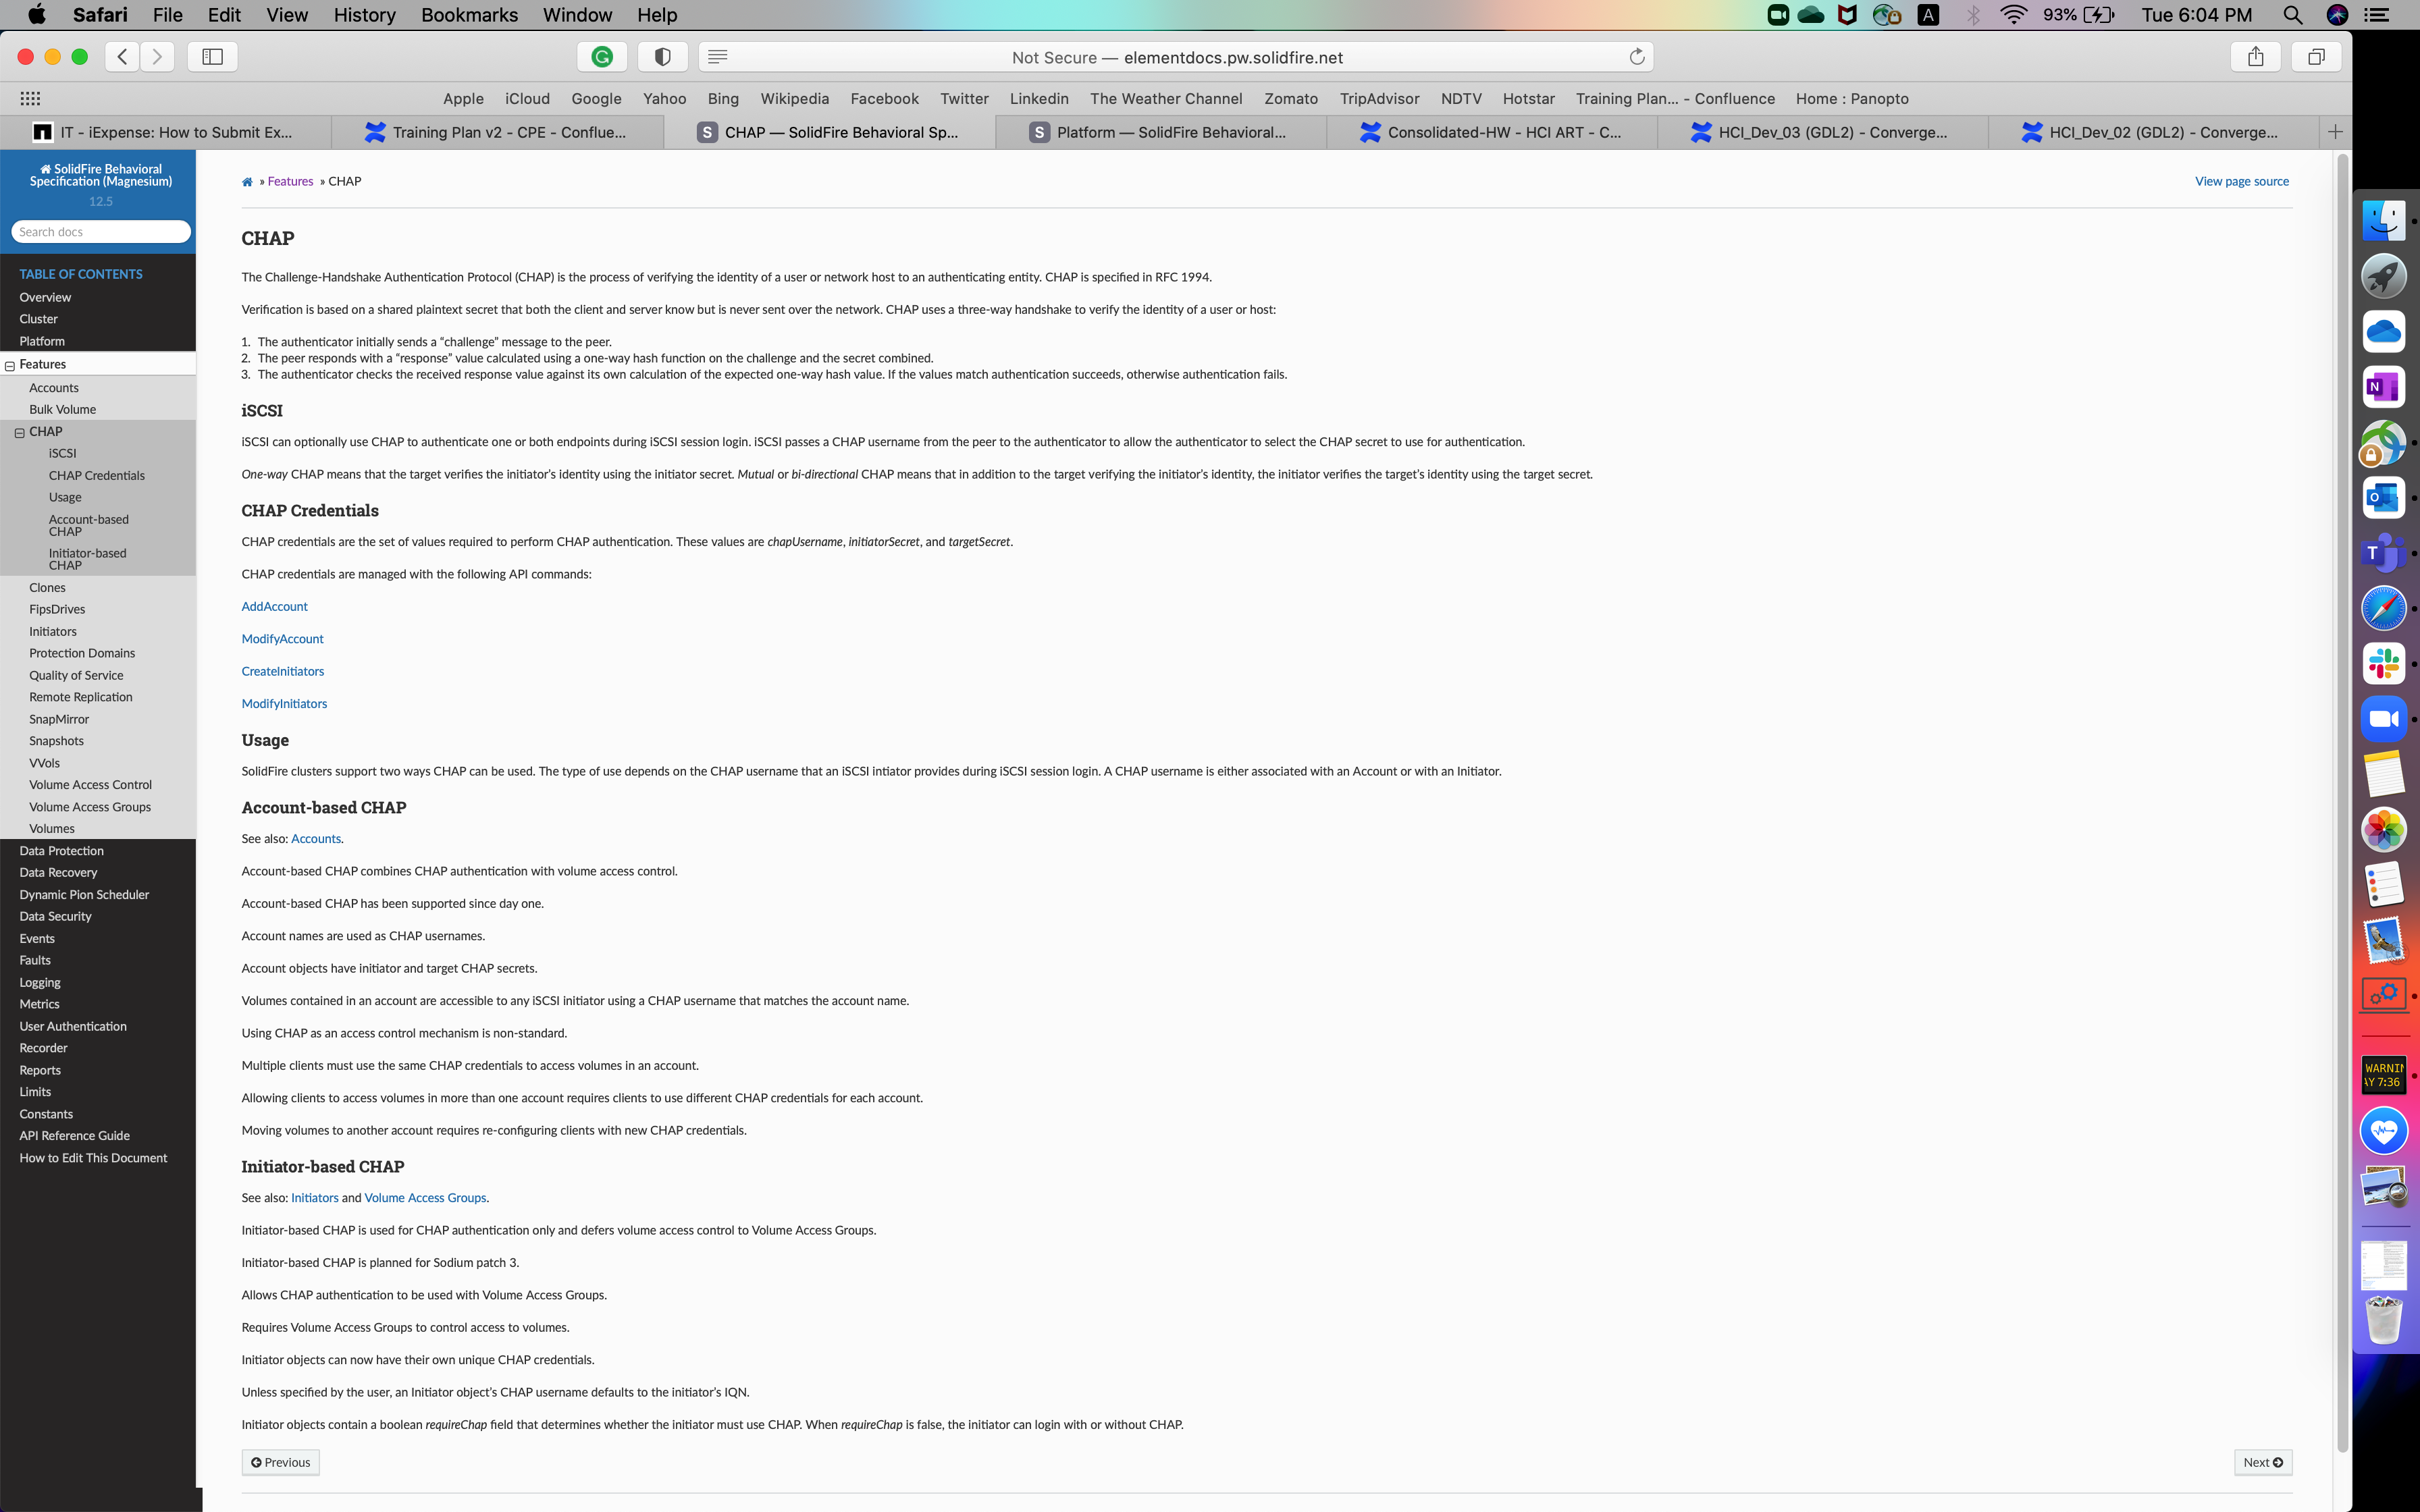 Safari File Edit View History Bookmarks Window Help
A 93% Tue 6:04 PM
Not Secure — elementdocs.pw.solidfire.net
Apple iCloud Google Yahoo Bing Wikipedia Facebook Twitter Linkedin The Weather Channel Zomato TripAdvisor NDTV Hotstar Training Plan... - Confluence Home : Panopto
IT - iExpense: How to Submit Ex... Training Plan v2 - CPE - Conflue... S CHAP — SolidFire Behavioral Sp... S Platform — SolidFire Behavioral... Consolidated-HW - HCI ART - C... HCI_Dev_03 (GDL2) - Converge... HCI_Dev_02 (GDL2) - Converge...
SolidFire Behavioral
Specification (Magnesium)
12.5
Search docs
TABLE OF CONTENTS
Overview
Cluster
Platform
Features
Accounts
Bulk Volume
CHAP
iSCSI
CHAP Credentials
Usage
Account-based
CHAP
Initiator-based
CHAP
Clones
FipsDrives
Initiators
Protection Domains
Quality of Service
Remote Replication
SnapMirror
Snapshots
VVols
Volume Access Control
Volume Access Groups
Volumes
Data Protection
Data Recovery
Dynamic Pion Scheduler
Data Security
Events
Faults
Logging
Metrics
User Authentication
Recorder
Reports
Limits
Constants
API Reference Guide
How to Edit This Document
» Features » CHAP
View page source
CHAP
The Challenge-Handshake Authentication Protocol (CHAP) is the process of verifying the identity of a user or network host to an authenticating entity. CHAP is specified in RFC 1994.
Verification is based on a shared plaintext secret that both the client and server know but is never sent over the network. CHAP uses a three-way handshake to verify the identity of a user or host:
1. The authenticator initially sends a “challenge” message to the peer.
2. The peer responds with a “response” value calculated using a one-way hash function on the challenge and the secret combined.
3. The authenticator checks the received response value against its own calculation of the expected one-way hash value. If the values match authentication succeeds, otherwise authentication fails.
iSCSI
iSCSI can optionally use CHAP to authenticate one or both endpoints during iSCSI session login. iSCSI passes a CHAP username from the peer to the authenticator to allow the authenticator to select the CHAP secret to use for authentication.
One-way CHAP means that the target verifies the initiator’s identity using the initiator secret. Mutual or bi-directional CHAP means that in addition to the target verifying the initiator’s identity, the initiator verifies the target’s identity using the target secret.
CHAP Credentials
CHAP credentials are the set of values required to perform CHAP authentication. These values are chapUsername, initiatorSecret, and targetSecret.
CHAP credentials are managed with the following API commands:
AddAccount
ModifyAccount
CreateInitiators
ModifyInitiators
Usage
SolidFire clusters support two ways CHAP can be used. The type of use depends on the CHAP username that an iSCSI intiator provides during iSCSI session login. A CHAP username is either associated with an Account or with an Initiator.
Account-based CHAP
See also: Accounts.
Account-based CHAP combines CHAP authentication with volume access control.
Account-based CHAP has been supported since day one.
Account names are used as CHAP usernames.
Account objects have initiator and target CHAP secrets.
Volumes contained in an account are accessible to any iSCSI initiator using a CHAP username that matches the account name.
Using CHAP as an access control mechanism is non-standard.
Multiple clients must use the same CHAP credentials to access volumes in an account.
Allowing clients to access volumes in more than one account requires clients to use different CHAP credentials for each account.
Moving volumes to another account requires re-configuring clients with new CHAP credentials.
Initiator-based CHAP
See also: Initiators and Volume Access Groups.
Initiator-based CHAP is used for CHAP authentication only and defers volume access control to Volume Access Groups.
Initiator-based CHAP is planned for Sodium patch 3.
Allows CHAP authentication to be used with Volume Access Groups.
Requires Volume Access Groups to control access to volumes.
Initiator objects can now have their own unique CHAP credentials.
Unless specified by the user, an Initiator object’s CHAP username defaults to the initiator’s IQN.
Initiator objects contain a boolean requireChap field that determines whether the initiator must use CHAP. When requireChap is false, the initiator can login with or without CHAP.
Previous
Next
N
O
T
WARNIN
AY 7:36